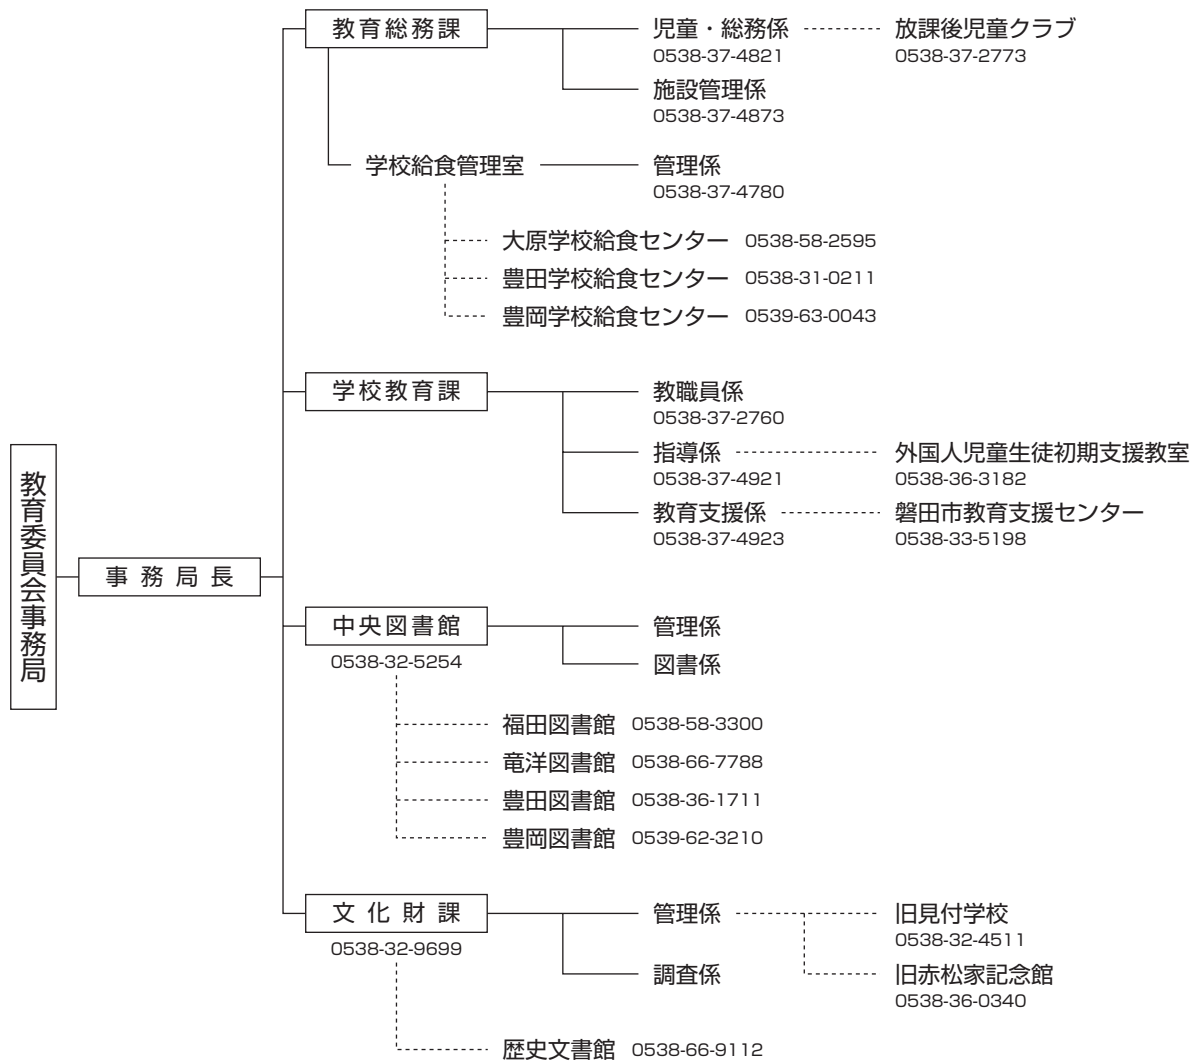 教育委員会事務局
事務局長
教育総務課
児童・総務係
0538-37-4821
放課後児童クラブ
0538-37-2773
施設管理係
0538-37-4873
学校給食管理室
管理係
0538-37-4780
大原学校給食センター 0538-58-2595
豊田学校給食センター 0538-31-0211
豊岡学校給食センター 0539-63-0043
学校教育課
教職員係
0538-37-2760
指導係
0538-37-4921
外国人児童生徒初期支援教室
0538-36-3182
教育支援係
0538-37-4923
磐田市教育支援センター
0538-33-5198
中央図書館
0538-32-5254
管理係
図書係
福田図書館 0538-58-3300
竜洋図書館 0538-66-7788
豊田図書館 0538-36-1711
豊岡図書館 0539-62-3210
文化財課
0538-32-9699
管理係
旧見付学校
0538-32-4511
調査係
旧赤松家記念館
0538-36-0340
歴史文書館 0538-66-9112